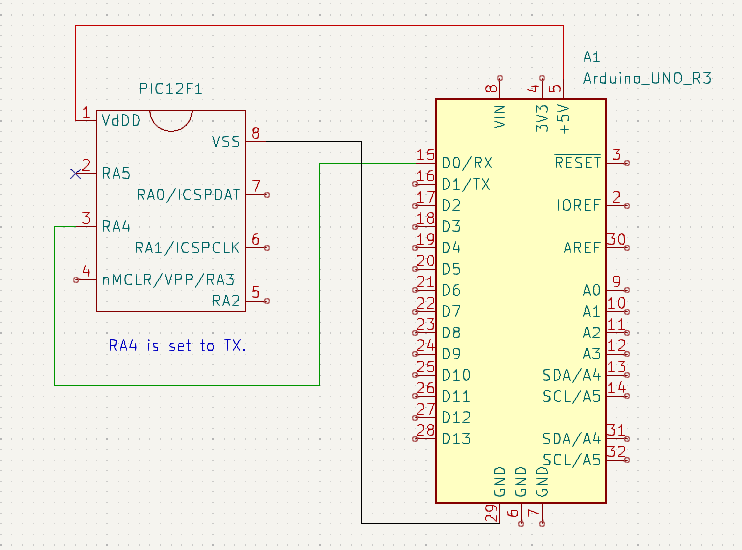 A1
Arduino_UNO_R3
PIC12F1
1 VdDD
VSS 8
2 RA5
RA0/ICSPDAT 7
3 RA4
RA1/ICSPCLK 6
4 nMCLR/VPP/RA3
RA2 5
RA4 is set to TX.
8 VIN
4 3V3
5 +5V
15 D0/RX
RESET 3
16 D1/TX
17 D2
IOREF 2
18 D3
19 D4
AREF 30
20 D5
21 D6
A0 9
22 D7
A1 10
23 D8
A2 11
24 D9
A3 12
25 D10
SDA/A4 13
26 D11
SCL/A5 14
27 D12
28 D13
SDA/A4 31
SCL/A5 32
GND 29
GND 6
GND 7